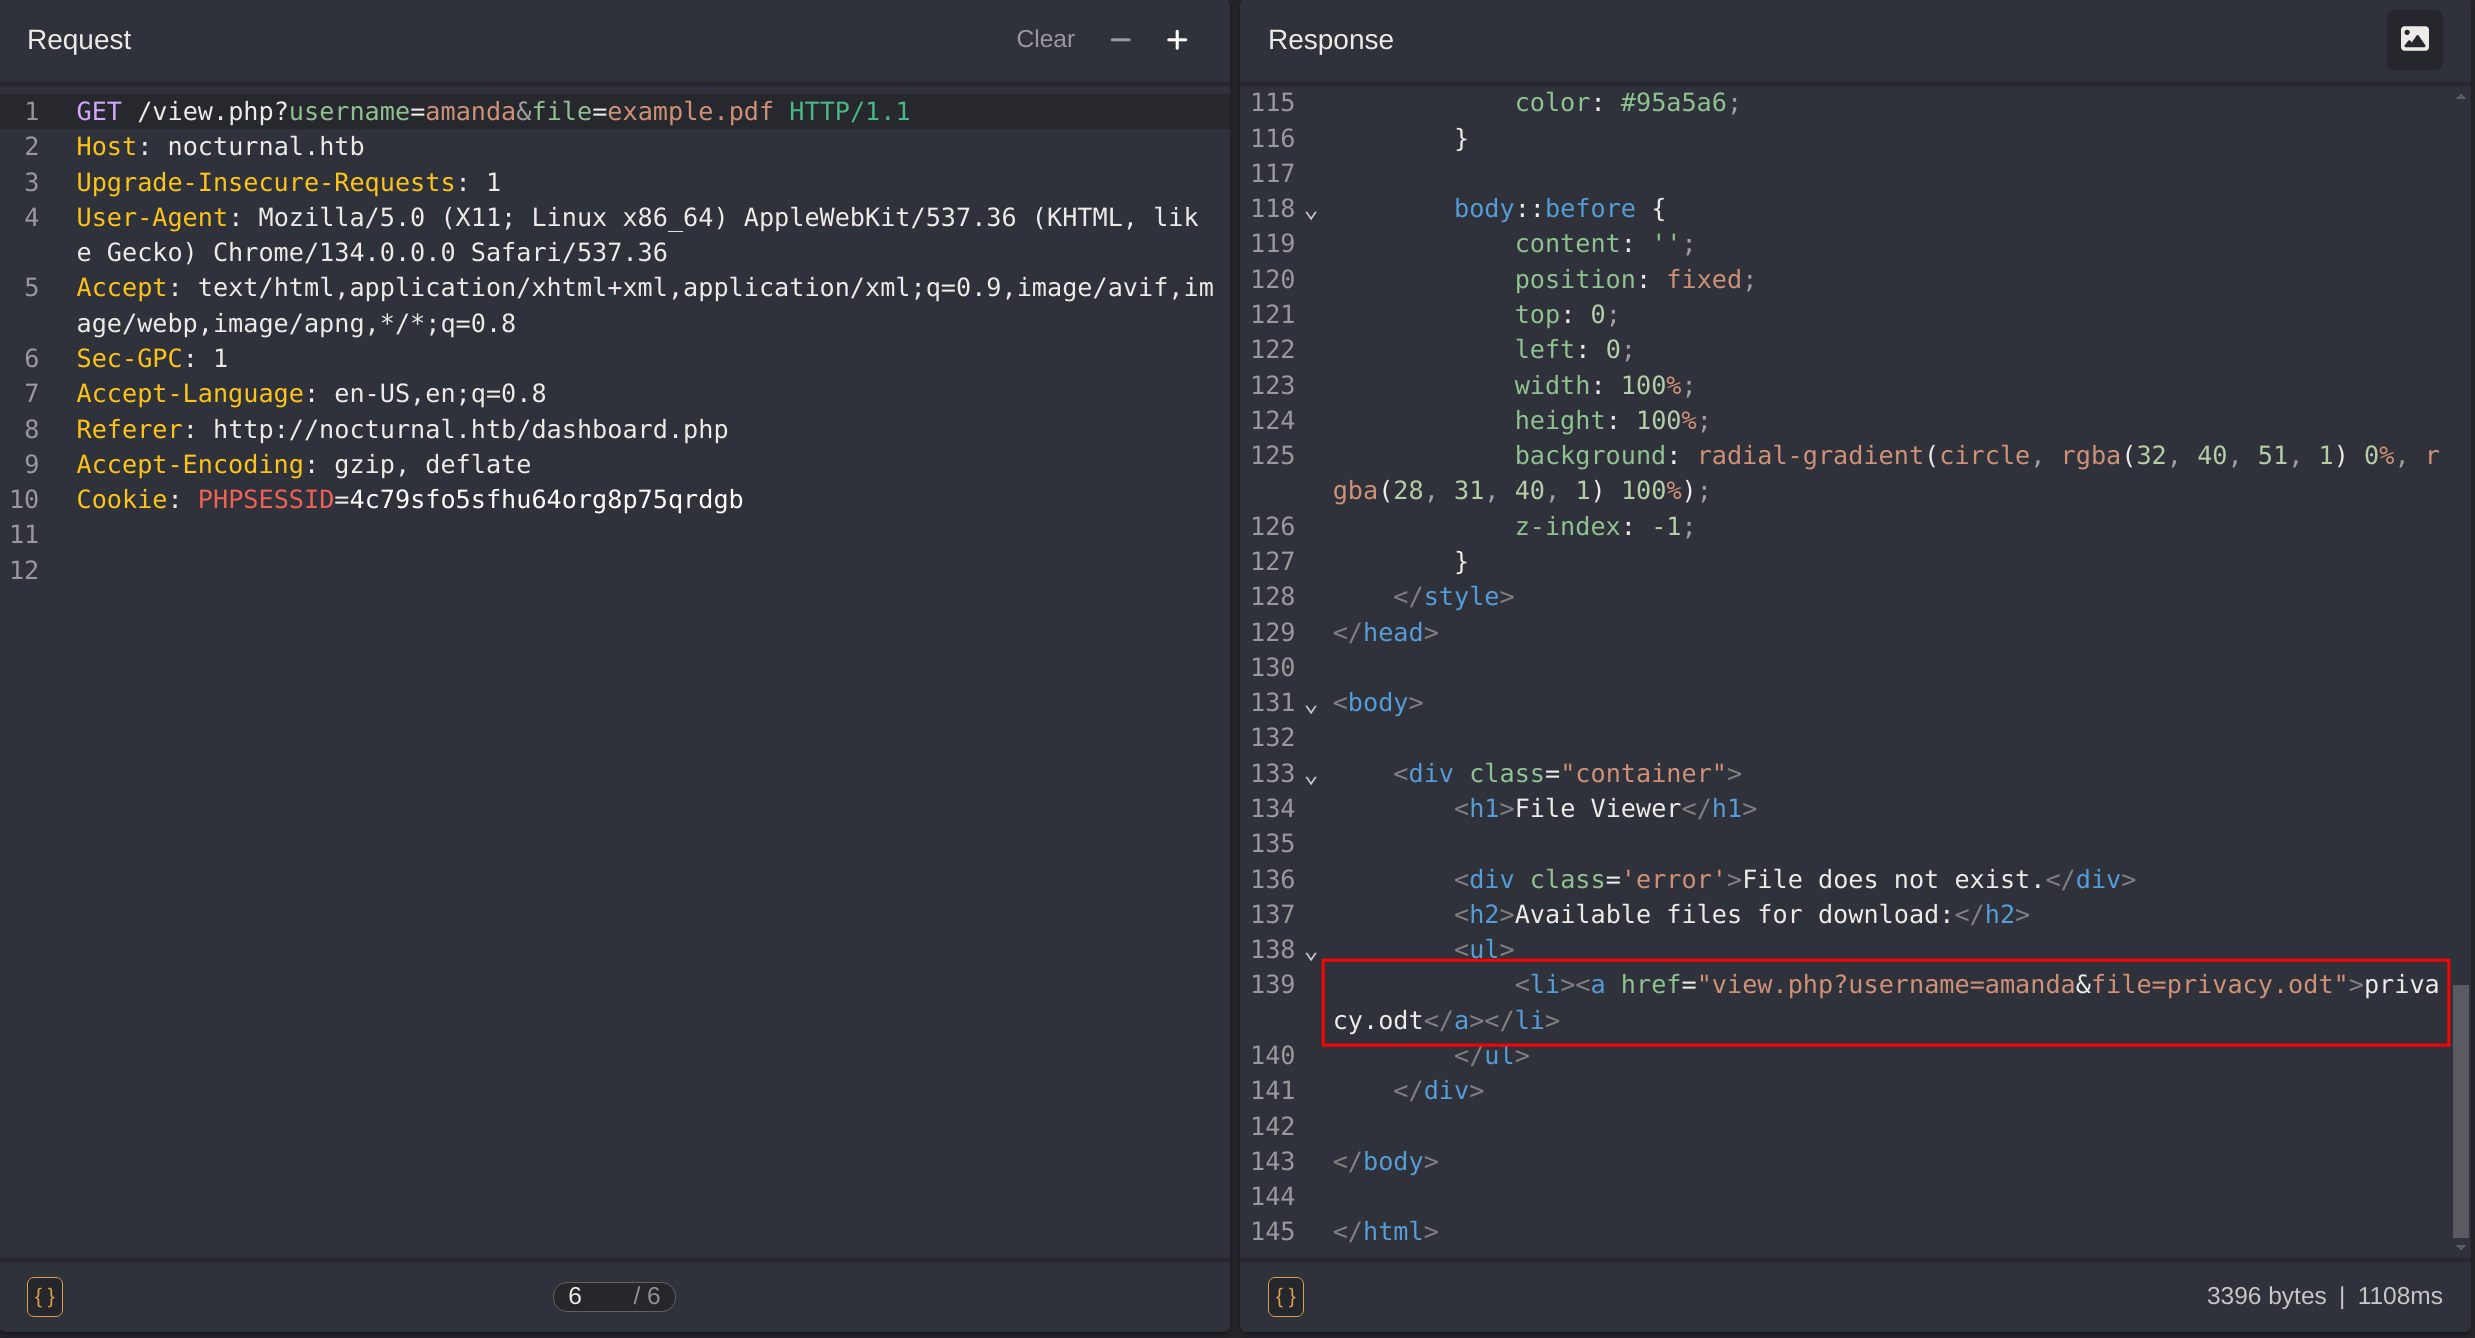 Request
Clear
1 GET /view.php?username=amanda&file=example.pdf HTTP/1.1
2 Host: nocturnal.htb
3 Upgrade-Insecure-Requests: 1
4 User-Agent: Mozilla/5.0 (X11; Linux x86_64) AppleWebKit/537.36 (KHTML, lik
e Gecko) Chrome/134.0.0.0 Safari/537.36
5 Accept: text/html,application/xhtml+xml,application/xml;q=0.9,image/avif,im
age/webp,image/apng,*/*;q=0.8
6 Sec-GPC: 1
7 Accept-Language: en-US,en;q=0.8
8 Referer: http://nocturnal.htb/dashboard.php
9 Accept-Encoding: gzip, deflate
10 Cookie: PHPSESSID=4c79sfo5sfhu64org8p75qrdgb
11
12
{}
6 / 6
Response
115 color: #95a5a6;
116 }
117
118 body::before {
119 content: '';
120 position: fixed;
121 top: 0;
122 left: 0;
123 width: 100%;
124 height: 100%;
125 background: radial-gradient(circle, rgba(32, 40, 51, 1) 0%, r
gba(28, 31, 40, 1) 100%);
126 z-index: -1;
127 }
128 </style>
129 </head>
130
131 <body>
132
133 <div class="container">
134 <h1>File Viewer</h1>
135
136 <div class='error'>File does not exist.</div>
137 <h2>Available files for download:</h2>
138 <ul>
139 <li><a href="view.php?username=amanda&file=privacy.odt">priva
cy.odt</a></li>
140 </ul>
141 </div>
142
143 </body>
144
145 </html>
{}
3396 bytes | 1108ms